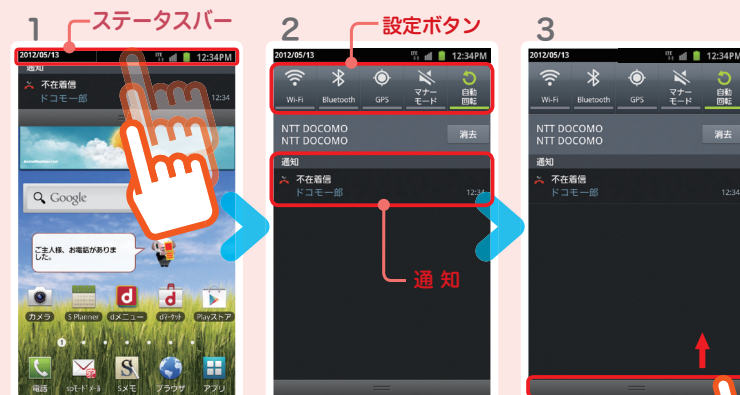 1
ステータスバー
2012/05/13
12:34PM
通知
不在着信
ドコモ一郎
12:34
Google
ご主人様、お電話がありま
した。
カメラ
S Planner
dメニュー
dマーケット
Playストア
1
電話
spモードメール
Sメモ
ブラウザ
アプリ
2
設定ボタン
2012/05/13
12:34PM
Wi-Fi
Bluetooth
GPS
マナー
モード
自動
回転
NTT DOCOMO
NTT DOCOMO
消去
通知
不在着信
ドコモ一郎
12:34
通知
3
2012/05/13
12:34PM
Wi-Fi
Bluetooth
GPS
マナー
モード
自動
回転
NTT DOCOMO
NTT DOCOMO
消去
通知
不在着信
ドコモ一郎
12:34